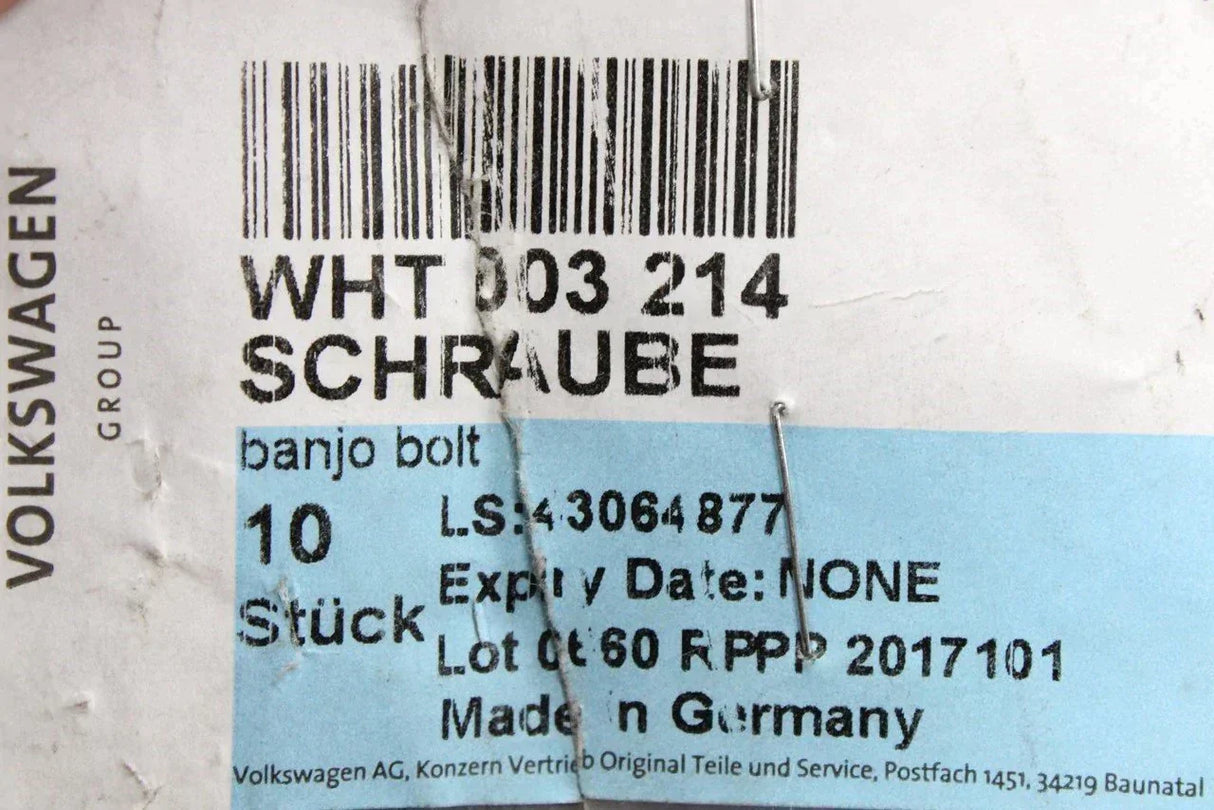 VOLKSWAGEN
GROUP
WHT 003 214
SCHRAUBE
banjo bolt
10
Stück
LS:43064877
Expiry Date: NONE
Lot 60 RPPP 2017101
Made in Germany
Volkswagen AG, Konzern Vertrieb Original Teile und Service, Postfach 1451, 34219 Baunatal